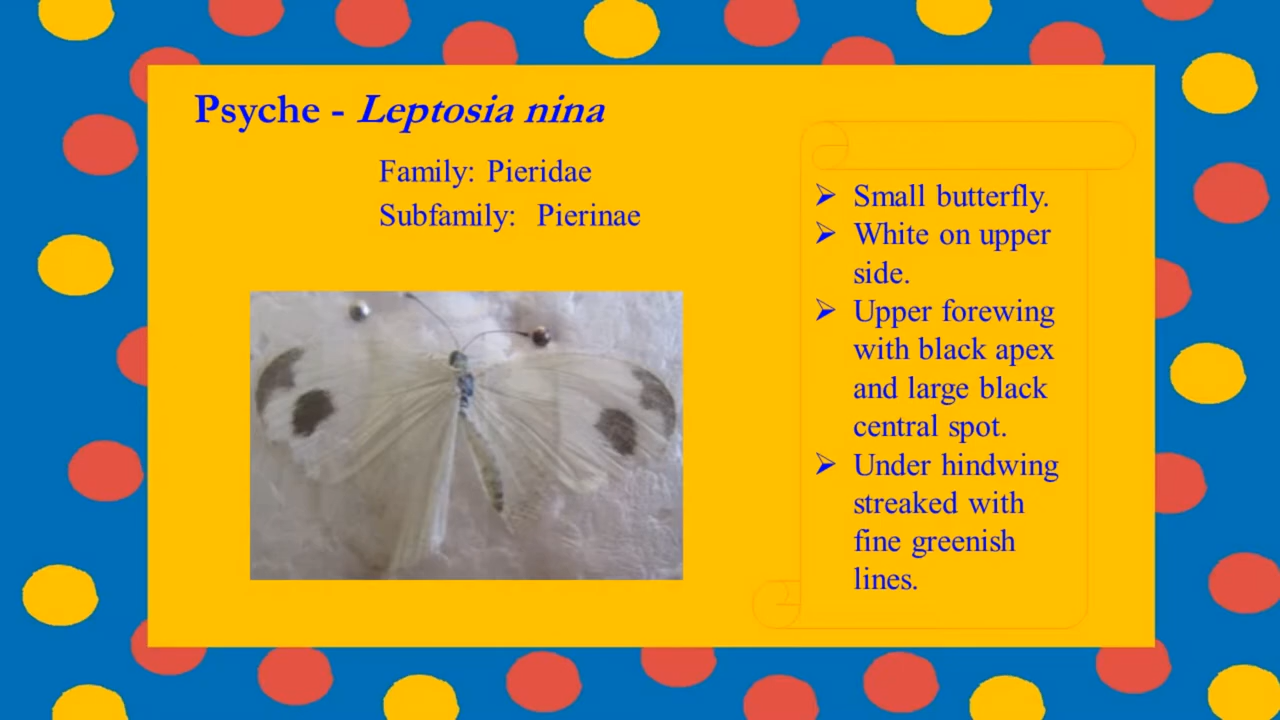 Psyche - Leptosia nina
Family: Pieridae
Subfamily: Pierinae
➢ Small butterfly.
➢ White on upper
side.
➢ Upper forewing
with black apex
and large black
central spot.
➢ Under hindwing
streaked with
fine greenish
lines.